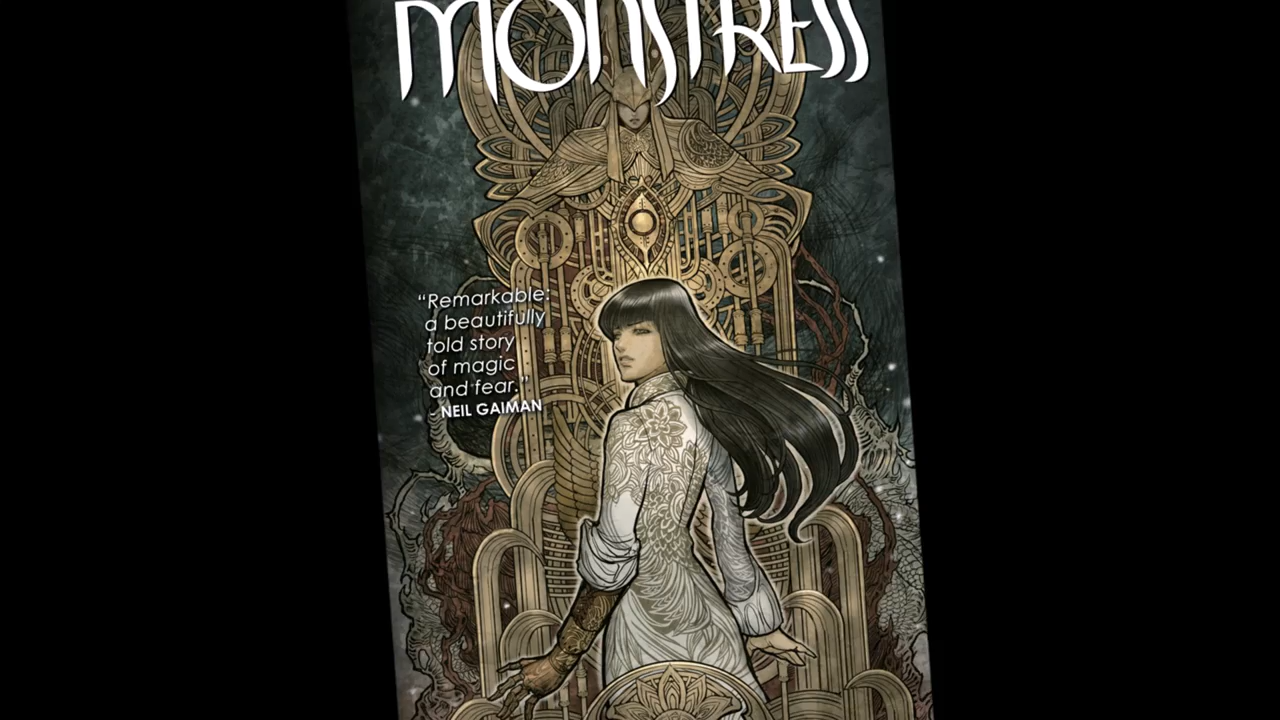 MONSTRESS
“Remarkable:
a beautifully
told story
of magic
and fear.”
- NEIL GAIMAN